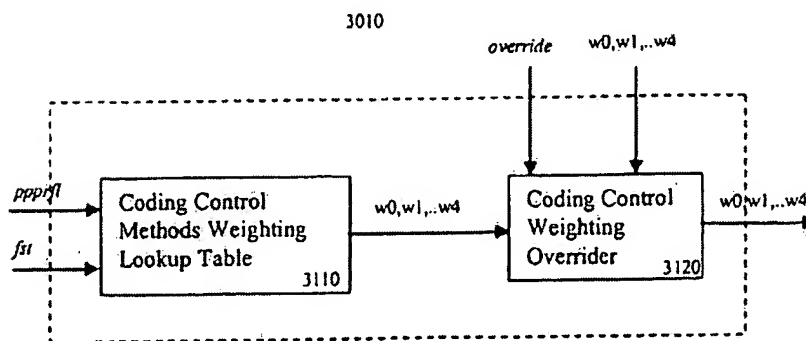 3010
override
w0,w1,..w4
ppprfl
fst
Coding Control
Methods Weighting
Lookup Table
3110
w0,w1,..w4
Coding Control
Weighting
Overrider
3120
w0,w1,..w4